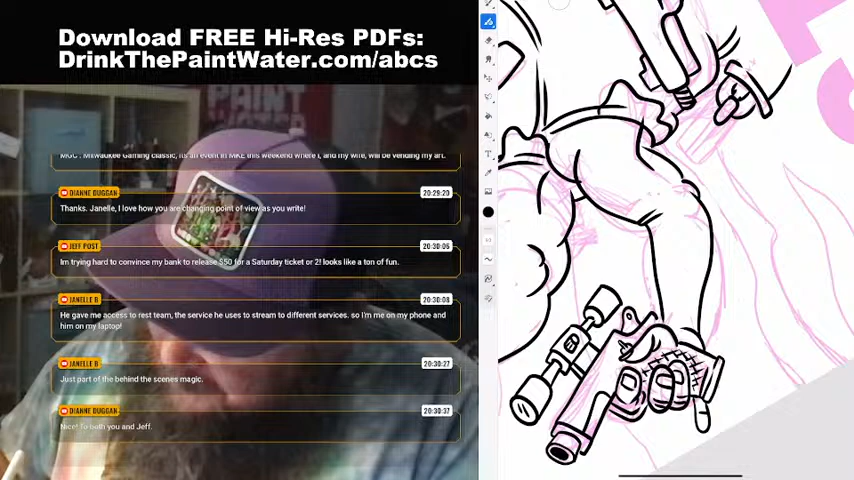 Download FREE Hi-Res PDFs:
DrinkThePaintWater.com/abcs
PAINT
WATER
MGC : Milwaukee Gaming classic, its an event in MKE this weekend where I, and my wife, will be vending my art.
DIANNE DUGGAN
20:29:20
Thanks. Janelle, I love how you are changing point of view as you write!
JEFF POST
20:30:06
Im trying hard to convince my bank to release $50 for a Saturday ticket or 2! looks like a ton of fun.
JANELLE B
20:30:08
He gave me access to rest team, the service he uses to stream to different services. so I'm me on my phone and
him on my laptop!
JANELLE B
20:30:27
Just part of the behind the scenes magic.
DIANNE DUGGAN
20:30:37
Nice! To both you and Jeff.